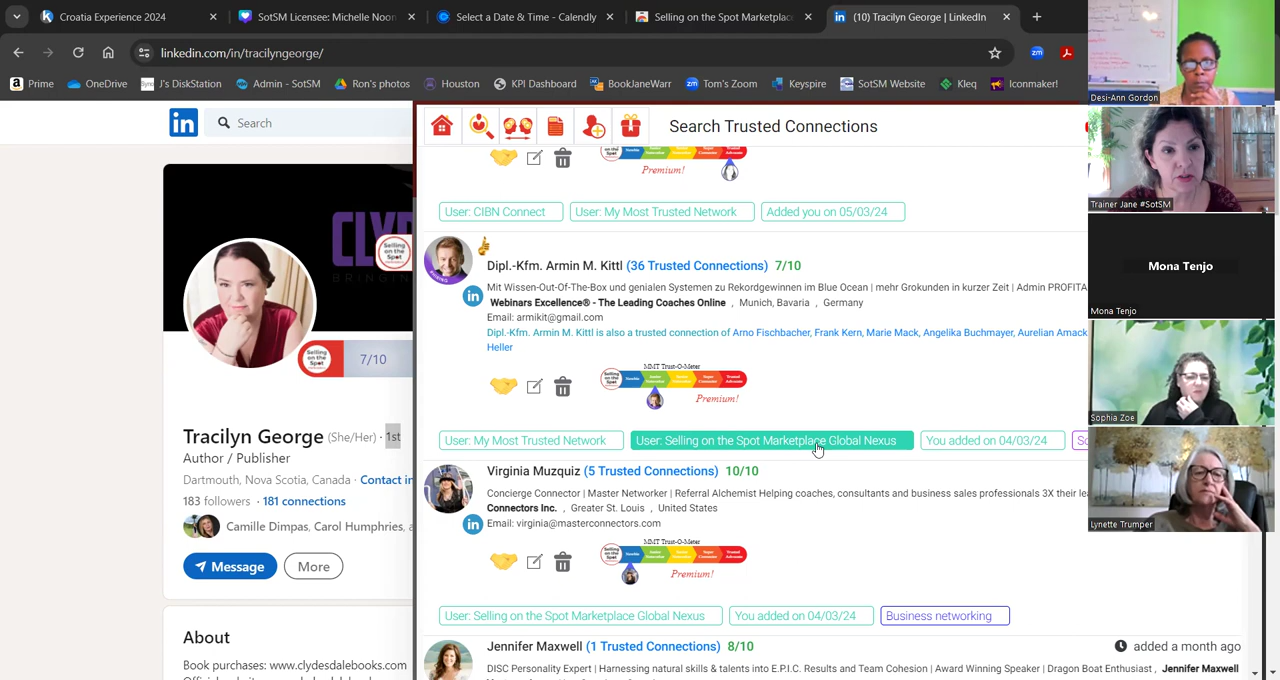 Croatia Experience 2024
SotSM Licensee: Michelle Noon
Select a Date & Time - Calendly
Selling on the Spot Marketplac
(10) Tracilyn George | LinkedIn
linkedin.com/in/tracilyngeorge/
Prime
OneDrive
J's DiskStation
Admin - SotSM
Ron's photos
Houston
KPI Dashboard
BookJaneWarr
Tom's Zoom
Keyspire
SotSM Website
Kleq
Iconmaker!
Search
Search Trusted Connections
Premium!
User: CIBN Connect
User: My Most Trusted Network
Added you on 05/03/24
Dipl.-Kfm. Armin M. Kittl (36 Trusted Connections) 7/10
Mit Wissen-Out-Of-The-Box und genialen Systemen zu Rekordgewinnen im Blue Ocean | mehr Grokunden in kurzer Zeit | Admin PROFITA
Webinars Excellence® - The Leading Coaches Online , Munich, Bavaria , Germany
Email: armikit@gmail.com
Dipl.-Kfm. Armin M. Kittl is also a trusted connection of Arno Fischbacher, Frank Kern, Marie Mack, Angelika Buchmayer, Aurelian Amack
Heller
MMT Trust-O-Meter
Premium!
User: My Most Trusted Network
User: Selling on the Spot Marketplace Global Nexus
You added on 04/03/24
Virginia Muzquiz (5 Trusted Connections) 10/10
Concierge Connector | Master Networker | Referral Alchemist Helping coaches, consultants and business sales professionals 3X their le
Connectors Inc. , Greater St. Louis , United States
Email: virginia@masterconnectors.com
MMT Trust-O-Meter
Premium!
User: Selling on the Spot Marketplace Global Nexus
You added on 04/03/24
Business networking
Jennifer Maxwell (1 Trusted Connections) 8/10
added a month ago
DISC Personality Expert | Harnessing natural skills & talents into E.P.I.C. Results and Team Cohesion | Award Winning Speaker | Dragon Boat Enthusiast , Jennifer Maxwell
CLYD
BRINGIN
Selling on the Spot
Selling on the Spot
7/10
Tracilyn George (She/Her) · 1st
Author / Publisher
Dartmouth, Nova Scotia, Canada · Contact in
183 followers · 181 connections
Camille Dimpas, Carol Humphries, a
Message
More
About
Book purchases: www.clydesdalebooks.com
Desi-Ann Gordon
Trainer Jane #SotSM
Mona Tenjo
Mona Tenjo
Sophia Zoe
Lynette Trumper